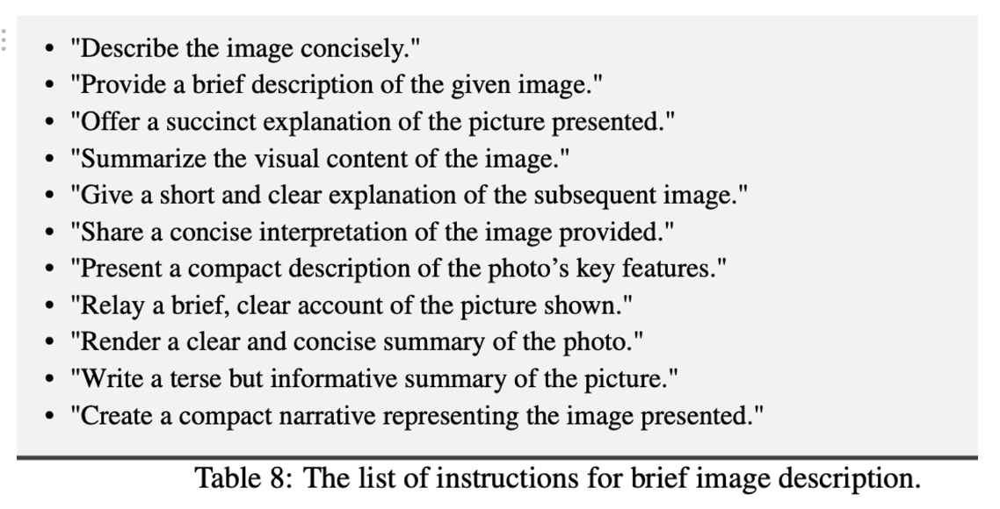 • "Describe the image concisely."
• "Provide a brief description of the given image."
• "Offer a succinct explanation of the picture presented."
• "Summarize the visual content of the image."
• "Give a short and clear explanation of the subsequent image."
• "Share a concise interpretation of the image provided."
• "Present a compact description of the photo’s key features."
• "Relay a brief, clear account of the picture shown."
• "Render a clear and concise summary of the photo."
• "Write a terse but informative summary of the picture."
• "Create a compact narrative representing the image presented."
Table 8: The list of instructions for brief image description.